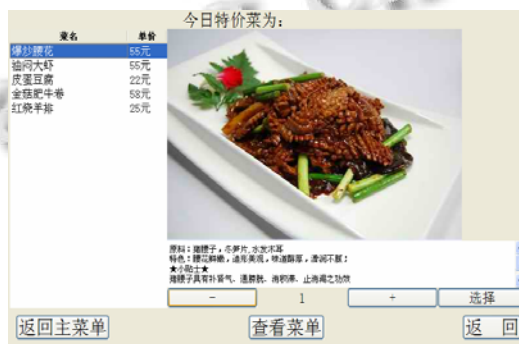 今日特价菜为:
菜名 单价
爆炒腰花 55元
油闷大虾 55元
皮蛋豆腐 22元
金菇肥牛卷 58元
红烧羊排 25元
原料:猪腰子,冬笋片,水发木耳
特色:腰花鲜嫩,造形美观,味道醇厚,滑润不腻;
★小贴士★
猪腰子具有补肾气、通膀胱、消积滞、止消渴之功效
- 1 + 选择
返回主菜单 查看菜单 返 回